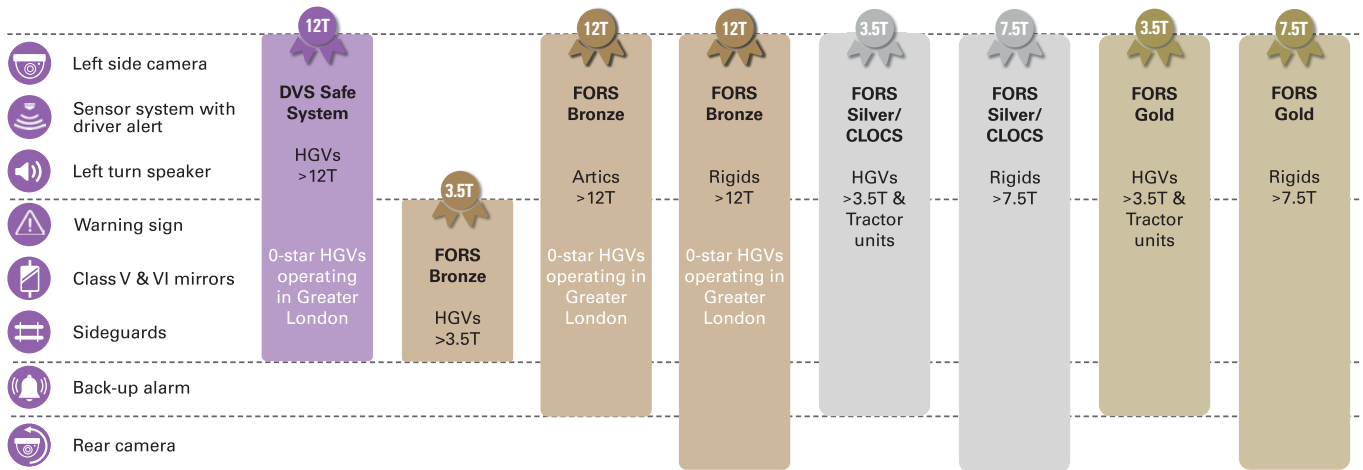 Left side camera
Sensor system with
driver alert
Left turn speaker
Warning sign
Class V & VI mirrors
Sideguards
Back-up alarm
Rear camera
12T
DVS Safe
System
HGVs
>12T
0-star HGVs
operating
in Greater
London
3.5T
FORS
Bronze
HGVs
>3.5T
12T
FORS
Bronze
Artics
>12T
0-star HGVs
operating in
Greater
London
12T
FORS
Bronze
Rigids
>12T
0-star HGVs
operating in
Greater
London
3.5T
FORS
Silver/
CLOCS
HGVs
>3.5T &
Tractor
units
7.5T
FORS
Silver/
CLOCS
Rigids
>7.5T
3.5T
FORS
Gold
HGVs
>3.5T &
Tractor
units
7.5T
FORS
Gold
Rigids
>7.5T